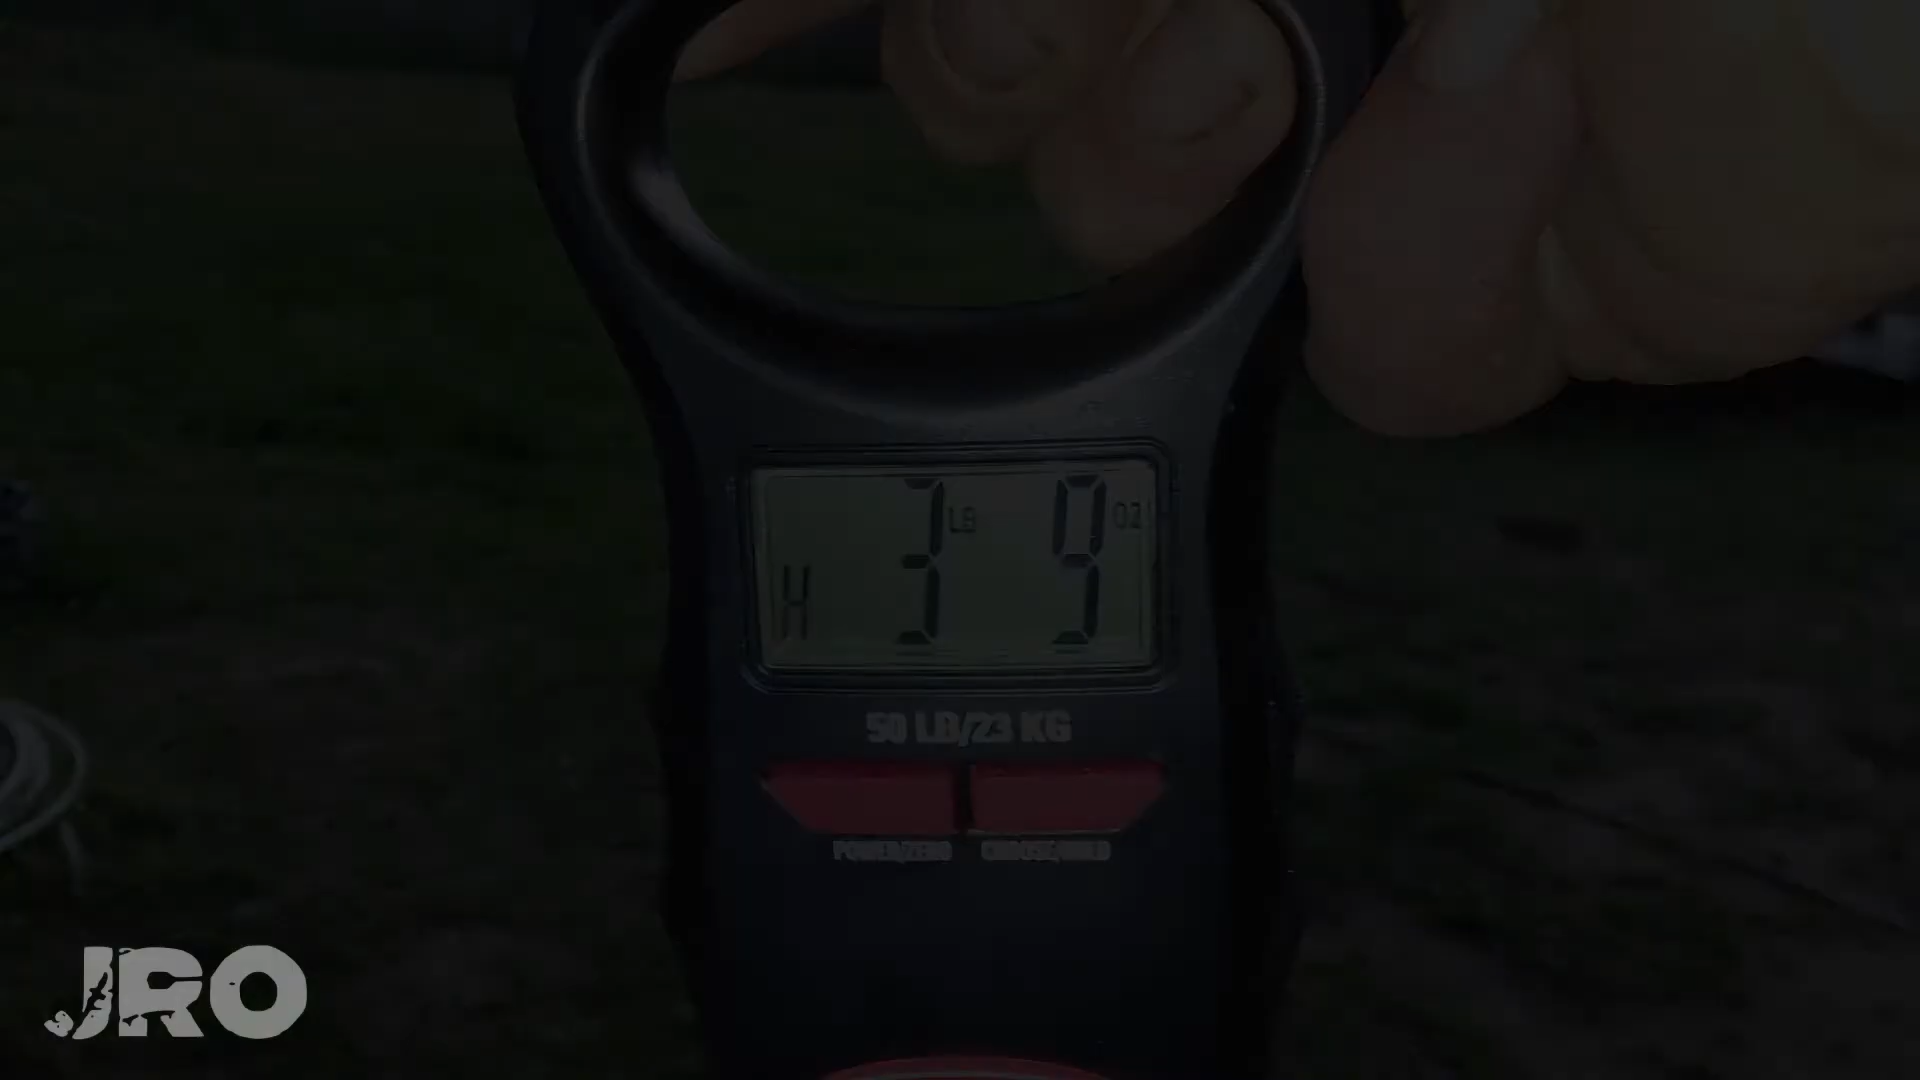 3 LB 9 OZ
H
50 LB/23 KG
POWER/ZERO CHOOSE/HOLD
JRO